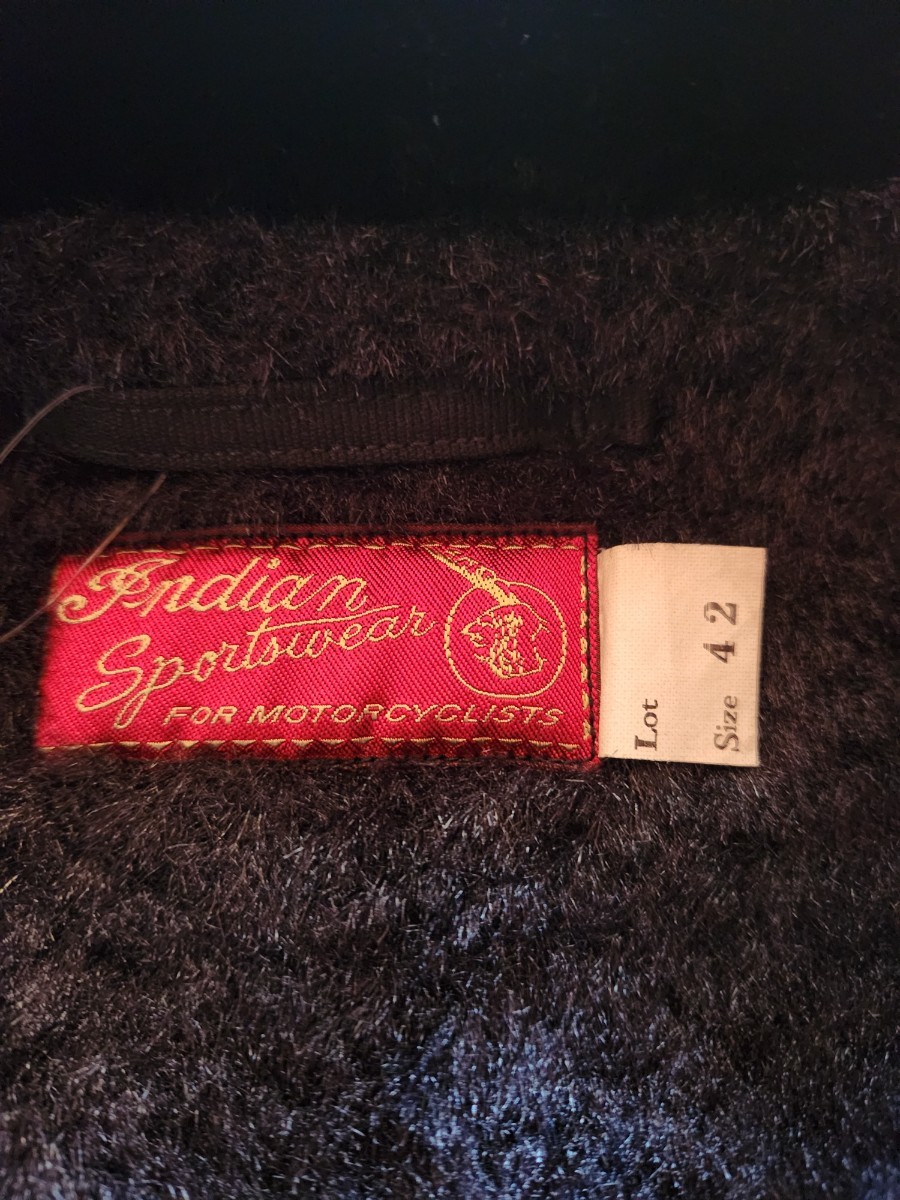 Indian
Sportswear
FOR MOTORCYCLISTS
Lot
Size 42